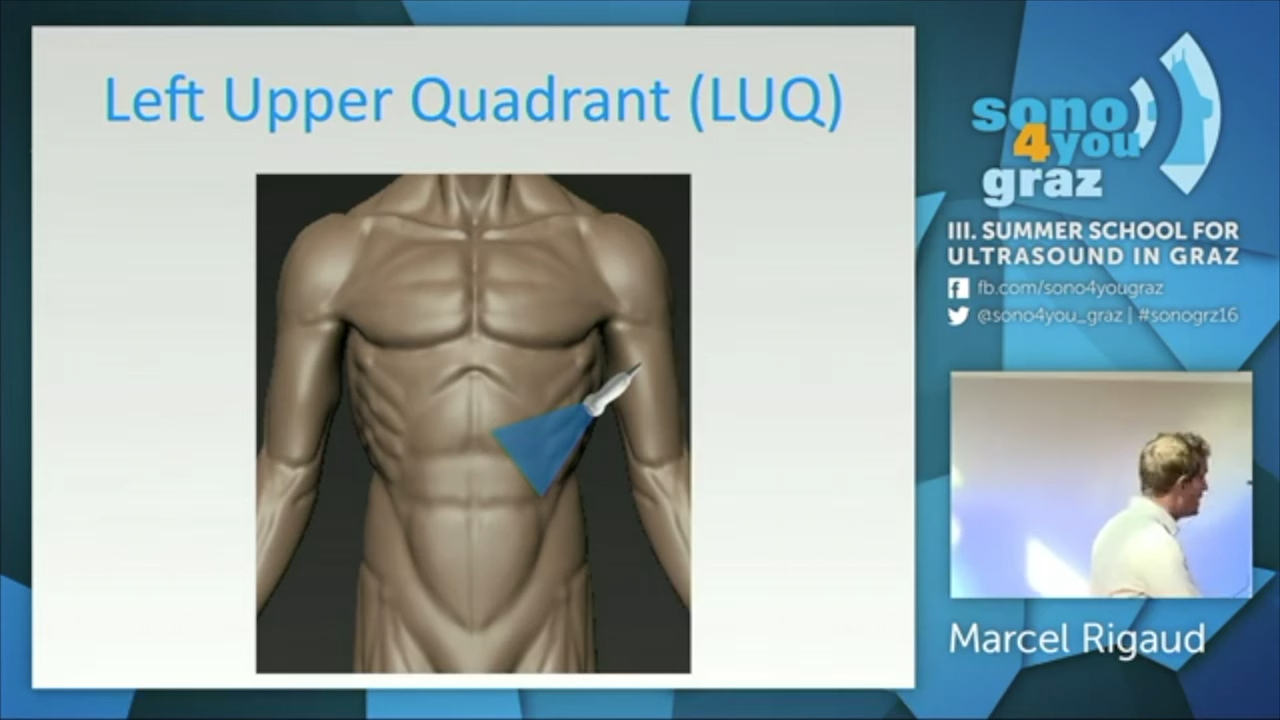 Left Upper Quadrant (LUQ)
sono
4you
graz
III. SUMMER SCHOOL FOR
ULTRASOUND IN GRAZ
fb.com/sono4yougraz
@sono4you_graz | #sonogrz16
Marcel Rigaud